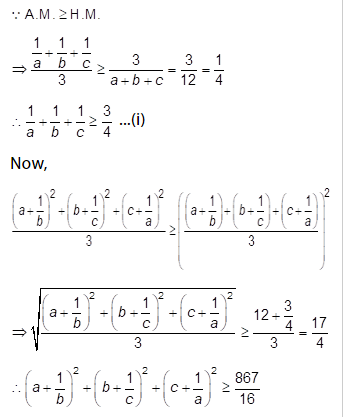 ∵ A.M. ≥ H.M.
⇒ (1/a + 1/b + 1/c)/3 ≥ 3/(a+b+c) = 3/12 = 1/4
∴ 1/a + 1/b + 1/c ≥ 3/4 ...(i)
Now,
((a+1/b)² + (b+1/c)² + (c+1/a)²)/3 ≥ (((a+1/b) + (b+1/c) + (c+1/a))/3)²
⇒ √(((a+1/b)² + (b+1/c)² + (c+1/a)²)/3) ≥ (12 + 3/4)/3 = 17/4
∴ (a+1/b)² + (b+1/c)² + (c+1/a)² ≥ 867/16